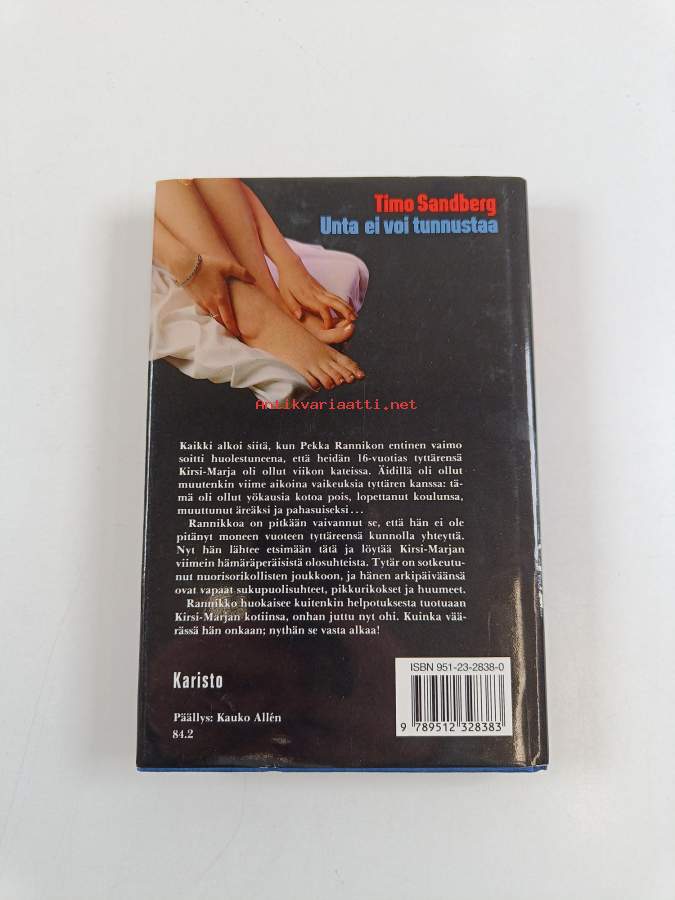 Timo Sandberg
Unta ei voi tunnustaa
Antikvariaatti.net
Kaikki alkoi siitä, kun Pekka Rannikon entinen vaimo
soitti huolestuneena, että heidän 16-vuotias tyttärensä
Kirsi-Marja oli ollut viikon kateissa. Äidillä oli ollut
muutenkin viime aikoina vaikeuksia tyttären kanssa: tä-
mä oli ollut yökausia kotoa pois, lopettanut koulunsa,
muuttunut äreäksi ja pahasuiseksi...
Rannikkoa on pitkään vaivannut se, että hän ei ole
pitänyt moneen vuoteen tyttäreensä kunnolla yhteyttä.
Nyt hän lähtee etsimään tätä ja löytää Kirsi-Marjan
viimein hämäräperäisistä olosuhteista. Tytär on sotkeutu-
nut nuorisorikollisten joukkoon, ja hänen arkipäiväänsä
ovat vapaat sukupuolisuhteet, pikkurikokset ja huumeet.
Rannikko huokaisee kuitenkin helpotuksesta tuotuaan
Kirsi-Marjan kotiinsa, onhan juttu nyt ohi. Kuinka vää-
rässä hän onkaan; nythän se vasta alkaa!
Karisto
Päällys: Kauko Allén
84.2
ISBN 951-23-2838-0
9 789512 328383